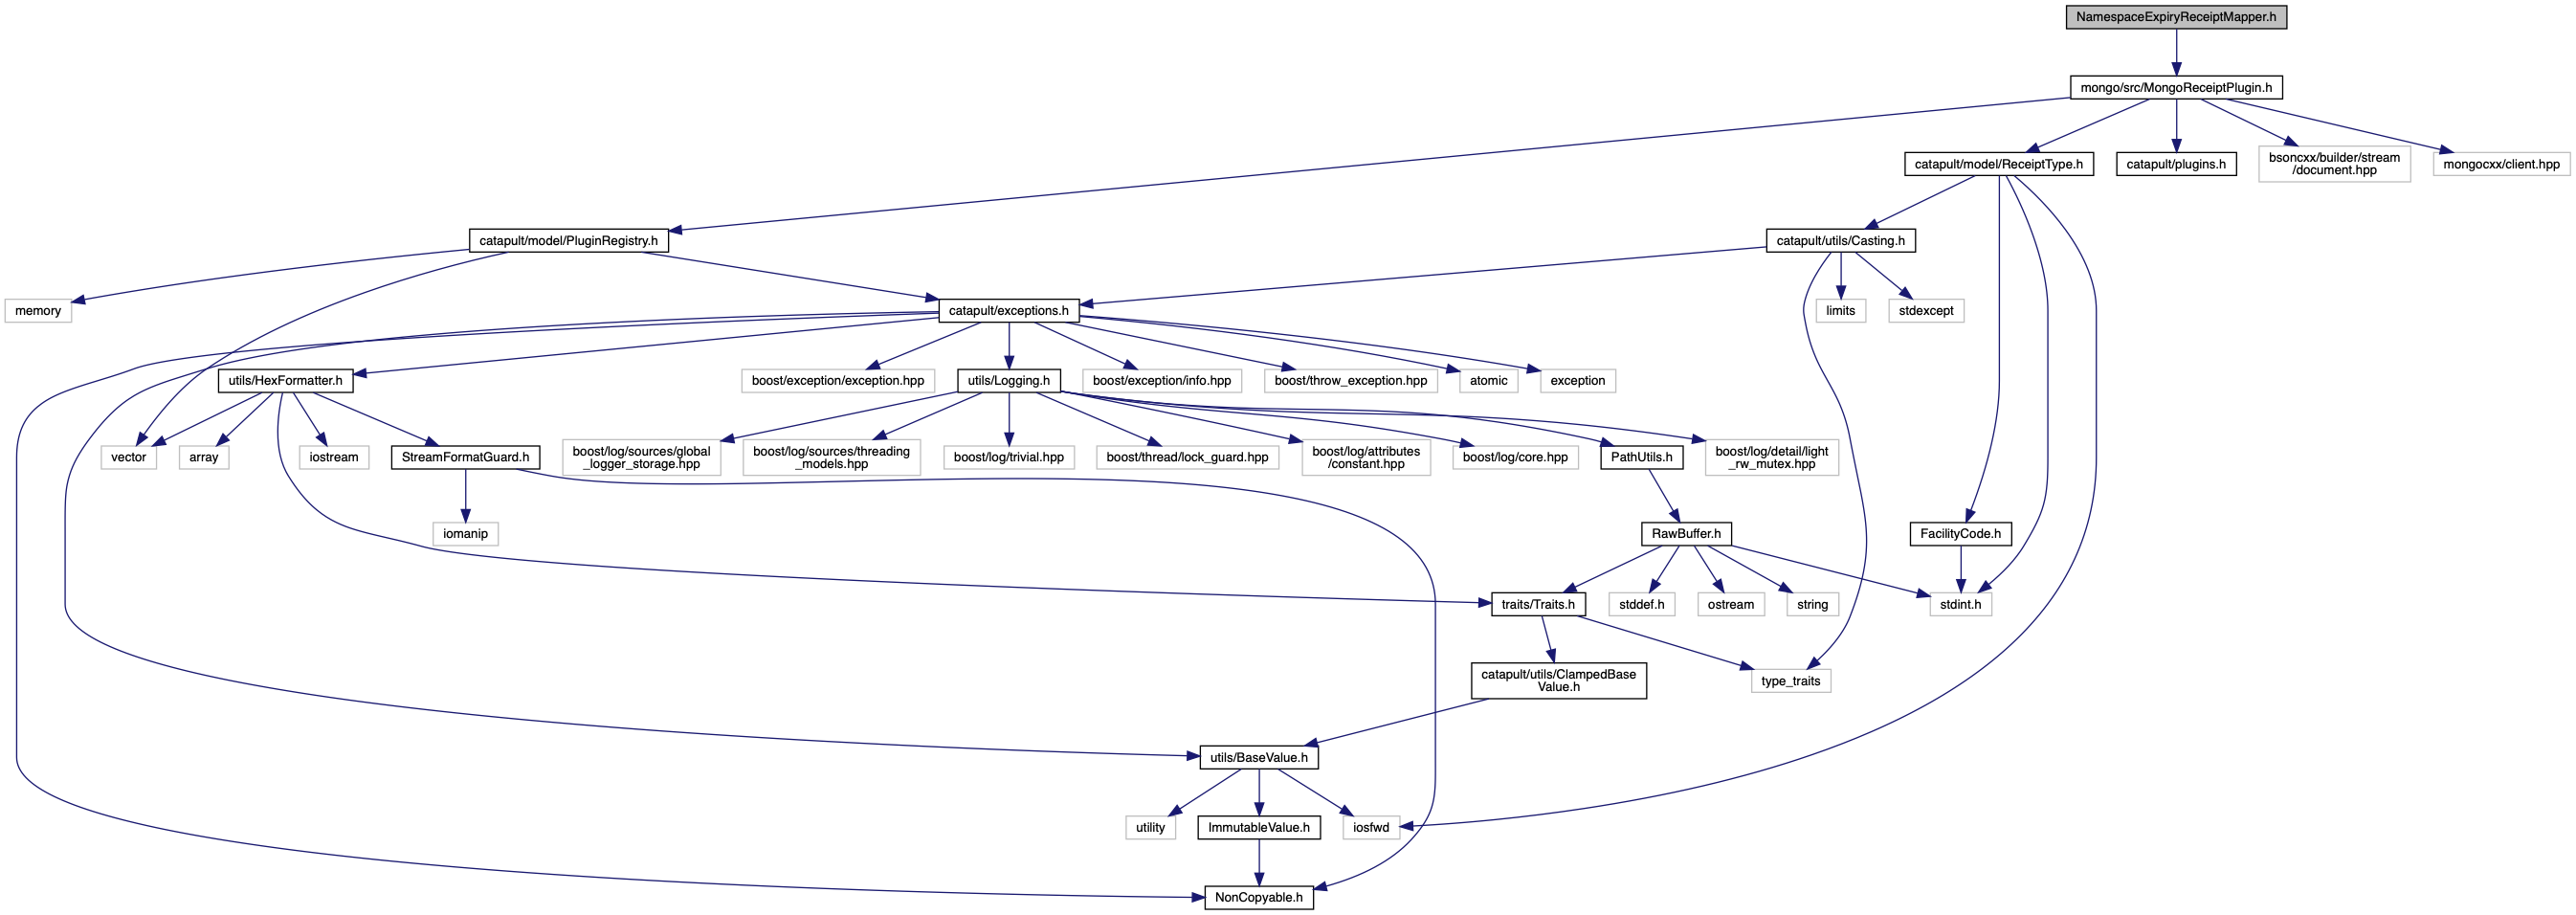 NamespaceExpiryReceiptMapper.h
mongo/src/MongoReceiptPlugin.h
catapult/model/ReceiptType.h
catapult/plugins.h
bsoncxx/builder/stream
/document.hpp
mongocxx/client.hpp
catapult/model/PluginRegistry.h
catapult/utils/Casting.h
memory
catapult/exceptions.h
limits
stdexcept
utils/HexFormatter.h
boost/exception/exception.hpp
utils/Logging.h
boost/exception/info.hpp
boost/throw_exception.hpp
atomic
exception
vector
array
iostream
StreamFormatGuard.h
boost/log/sources/global
_logger_storage.hpp
boost/log/sources/threading
_models.hpp
boost/log/trivial.hpp
boost/thread/lock_guard.hpp
boost/log/attributes
/constant.hpp
boost/log/core.hpp
PathUtils.h
boost/log/detail/light
_rw_mutex.hpp
iomanip
RawBuffer.h
FacilityCode.h
traits/Traits.h
stddef.h
ostream
string
stdint.h
catapult/utils/ClampedBase
Value.h
type_traits
utils/BaseValue.h
utility
ImmutableValue.h
iosfwd
NonCopyable.h